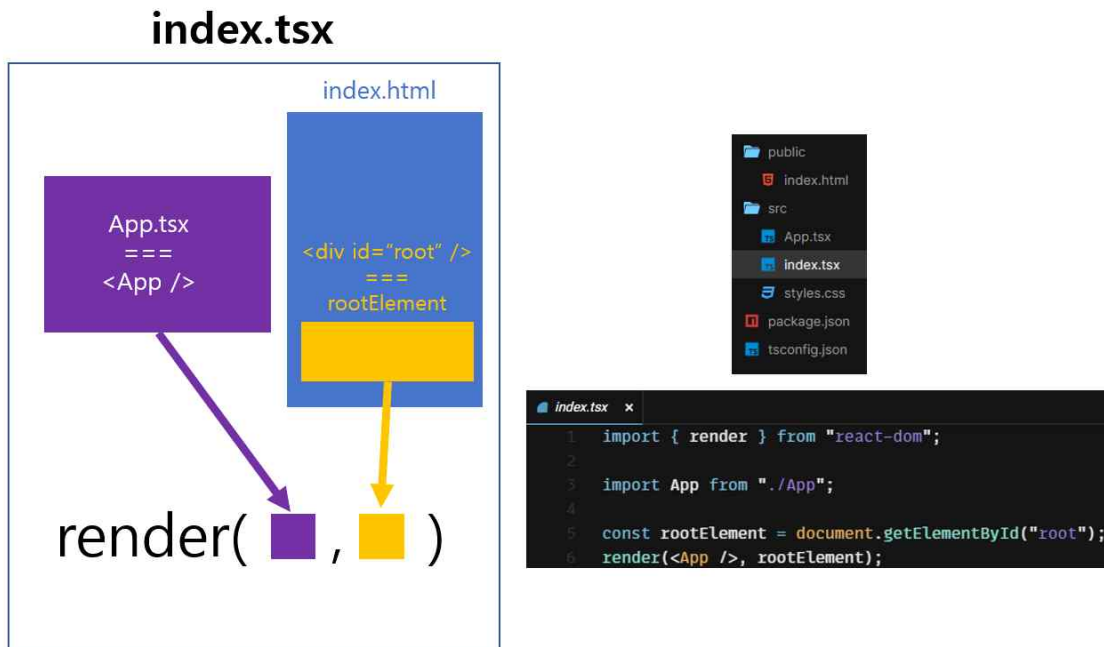 index.tsx
index.html
App.tsx
===
<App />
<div id="root" />
===
rootElement
render( , )
public
index.html
src
App.tsx
index.tsx
styles.css
package.json
tsconfig.json
index.tsx ×
1 import { render } from "react-dom";
2
3 import App from "./App";
4
5 const rootElement = document.getElementById("root");
6 render(<App />, rootElement);